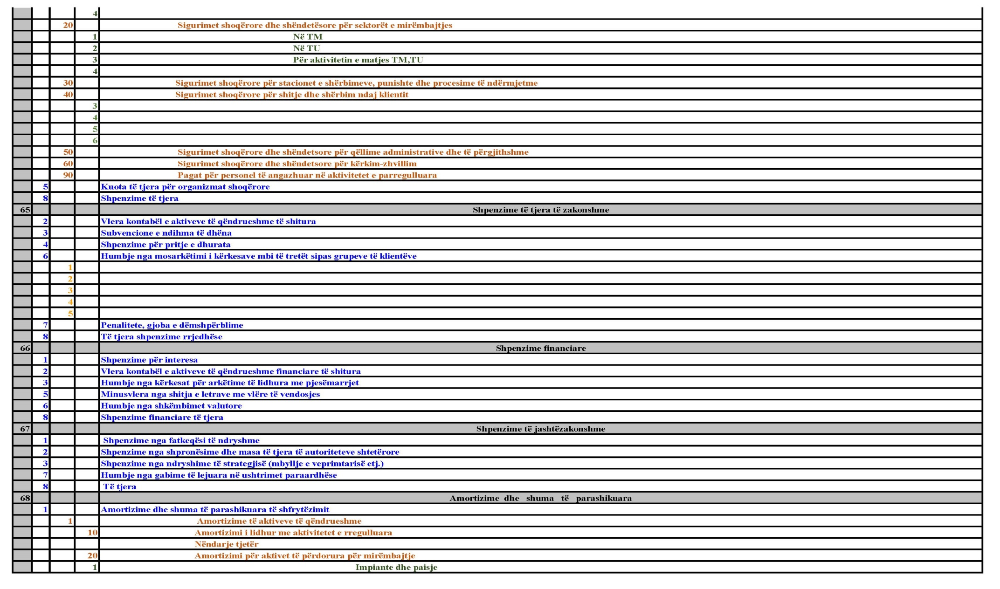 4
20 Sigurimet shoqërore dhe shëndetësore për sektorët e mirëmbajtjes
1 Në TM
2 Në TU
3 Për aktivitetin e matjes TM,TU
4
30 Sigurimet shoqërore për stacionet e shërbimeve, punishte dhe procesime të ndërmjetme
40 Sigurimet shoqërore për shitje dhe shërbim ndaj klientit
3
4
5
6
50 Sigurimet shoqërore dhe shëndetsore për qëllime administrative dhe të përgjithshme
60 Sigurimet shoqërore dhe shëndetsore për kërkim-zhvillim
90 Pagat për personel të angazhuar në aktivitetet e parregulluara
5 Kuota të tjera për organizmat shoqërore
8 Shpenzime të tjera
65 Shpenzime të tjera të zakonshme
2 Vlera kontabël e aktiveve të qëndrueshme të shitura
3 Subvencione e ndihma të dhëna
4 Shpenzime për pritje e dhurata
6 Humbje nga mosarkëtimi i kërkesave mbi të tretët sipas grupeve të klientëve
1
2
3
4
5
7 Penalitete, gjoba e dëmshpërblime
8 Të tjera shpenzime rrjedhëse
66 Shpenzime financiare
1 Shpenzime për interesa
2 Vlera kontabël e aktiveve të qëndrueshme financiare të shitura
3 Humbje nga kërkesat për arkëtime të lidhura me pjesëmarrjet
5 Minusvlera nga shitja e letrave me vlëre të vendosjes
6 Humbje nga shkëmbimet valutore
8 Shpenzime financiare të tjera
67 Shpenzime të jashtëzakonshme
1 Shpenzime nga fatkeqësi të ndryshme
2 Shpenzime nga shpronësime dhe masa të tjera të autoriteteve shtetërore
3 Shpenzime nga ndryshime të strategjisë (mbyllje e veprimtarisë etj.)
7 Humbje nga gabime të lejuara në ushtrimet paraardhëse
8 Të tjera
68 Amortizime dhe shuma të parashikuara
1 Amortizime dhe shuma të parashikuara të shfrytëzimit
1 Amortizime të aktiveve të qëndrueshme
10 Amortizimi i lidhur me aktivitetet e rregulluara
Nëndarje tjetër
20 Amortizimi për aktivet të përdorura për mirëmbajtje
1 Impiante dhe paisje